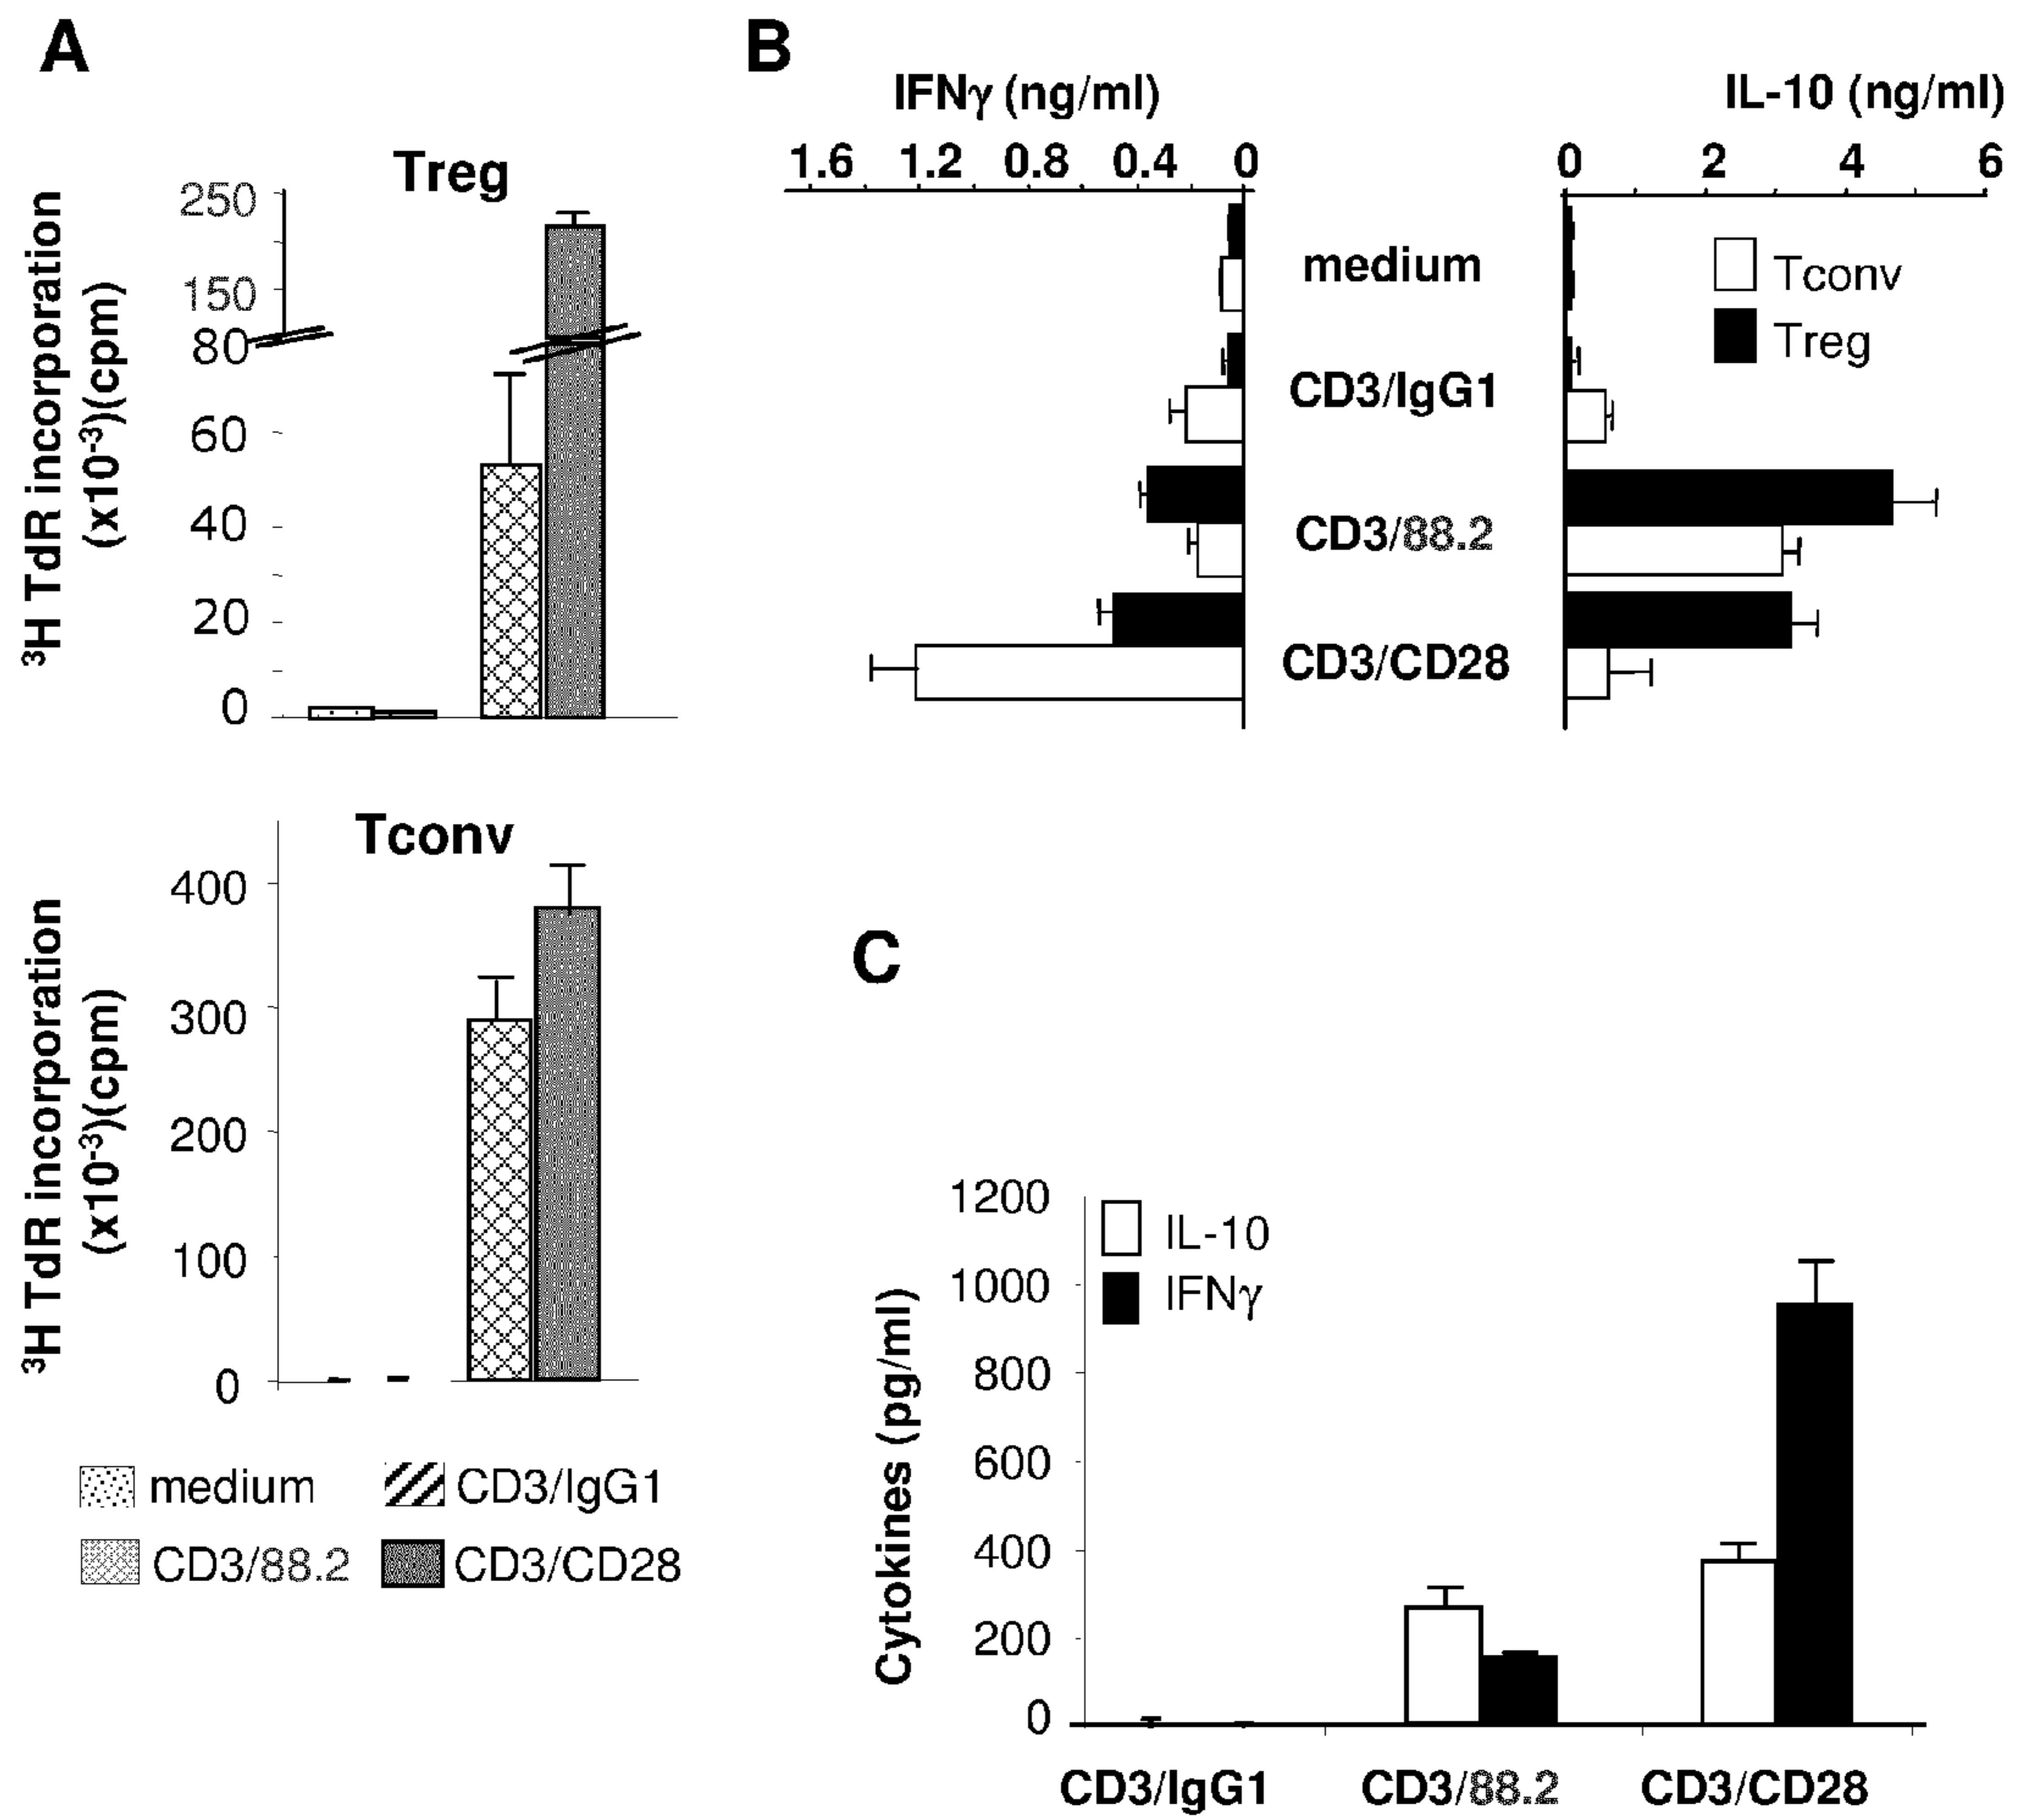 A
Treg
³H TdR incorporation
(x10⁻³)(cpm)
250
150
80
60
40
20
0
Tconv
³H TdR incorporation
(x10⁻³)(cpm)
400
300
200
100
0
medium
CD3/IgG1
CD3/88.2
CD3/CD28
B
IFNγ (ng/ml)
IL-10 (ng/ml)
1.6 1.2 0.8 0.4 0
0 2 4 6
medium
CD3/IgG1
CD3/88.2
CD3/CD28
Tconv
Treg
C
Cytokines (pg/ml)
1200
1000
800
600
400
200
0
IL-10
IFNγ
CD3/IgG1 CD3/88.2 CD3/CD28